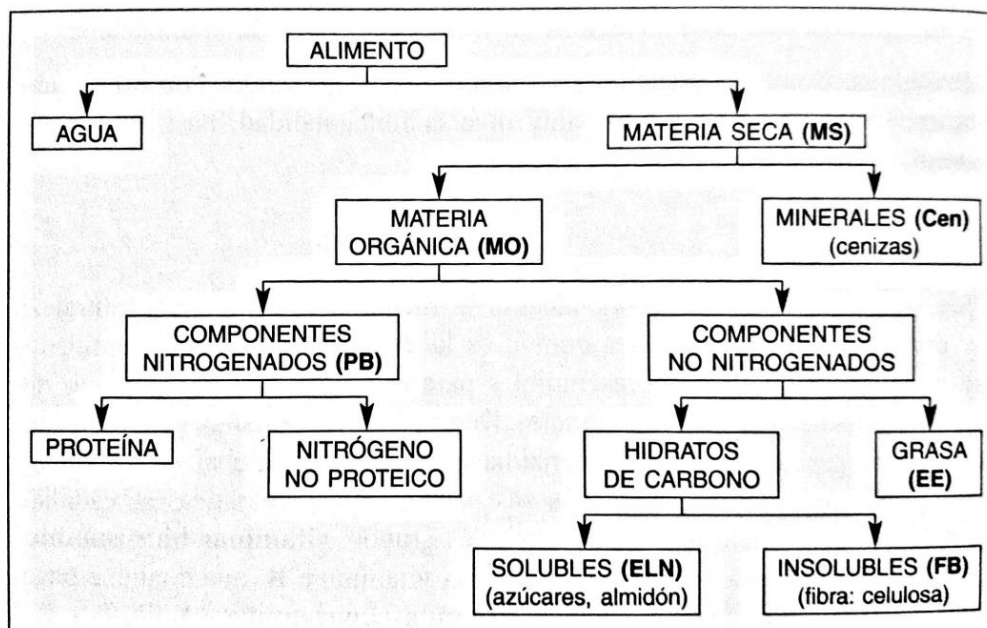 ALIMENTO
AGUA
MATERIA SECA (MS)
MATERIA
ORGÁNICA (MO)
MINERALES (Cen)
(cenizas)
COMPONENTES
NITROGENADOS (PB)
COMPONENTES
NO NITROGENADOS
PROTEÍNA
NITRÓGENO
NO PROTEICO
HIDRATOS
DE CARBONO
GRASA
(EE)
SOLUBLES (ELN)
(azúcares, almidón)
INSOLUBLES (FB)
(fibra: celulosa)